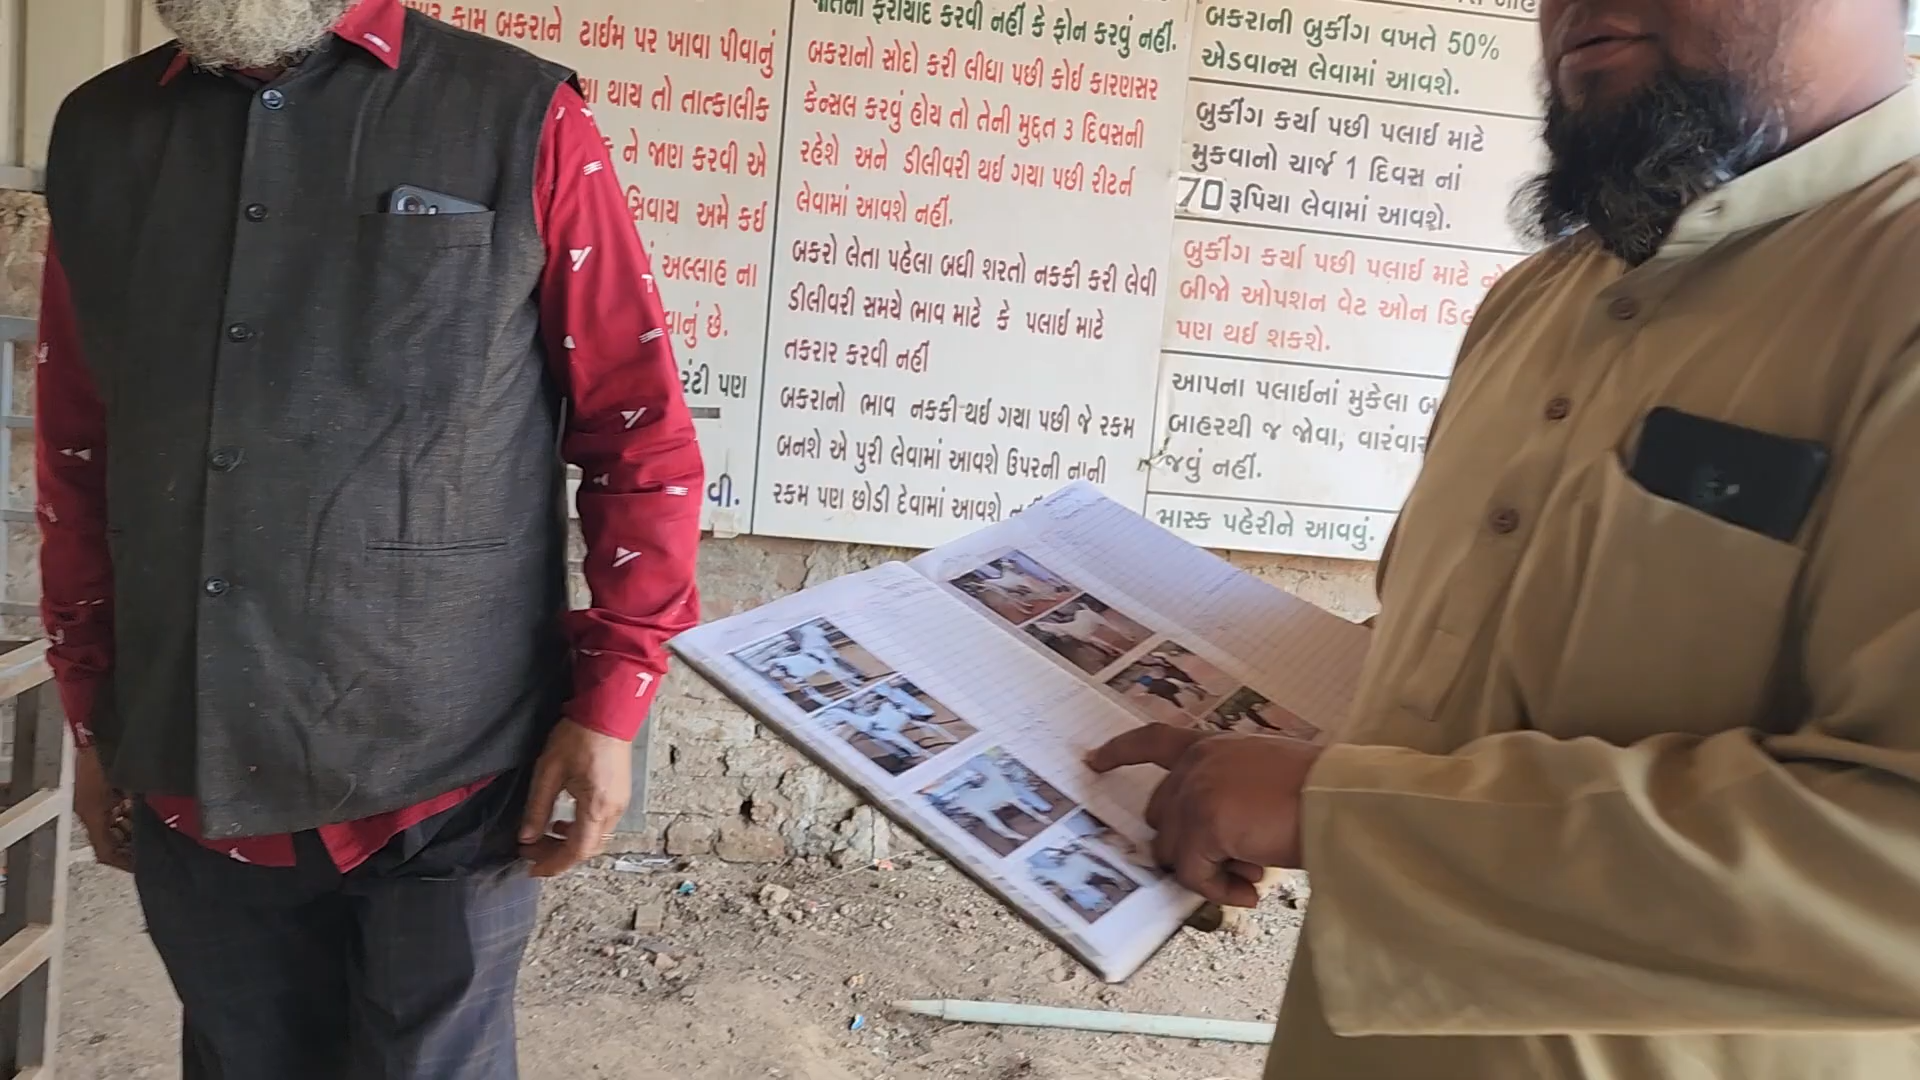 કામ બકરાને ટાઈમ પર ખાવા પીવાનું
થાય તો તાત્કાલીક
ને જાણ કરવી એ
સિવાય અમે કઈ
અલ્લાહ ના
છે.
પણ
વી.
ફરીયાદ કરવી નહીં કે ફોન કરવું નહીં.
બકરાનો સોદો કરી લીધા પછી કોઈ કારણસર
કેન્સલ કરવું હોય તો તેની મુદ્દત ૩ દિવસની
રહેશે અને ડીલીવરી થઇ ગયા પછી રીટર્ન
લેવામાં આવશે નહીં.
બકરો લેતા પહેલા બધી શરતો નકકી કરી લેવી
ડીલીવરી સમયે ભાવ માટે કે પલાઈ માટે
તકરાર કરવી નહીં
બકરાનો ભાવ નકકી થઇ ગયા પછી જે રકમ
બનશે એ પુરી લેવામાં આવશે ઉપરની નાની
રકમ પણ છોડી દેવામાં આવશે
બકરાની બુકીંગ વખતે 50%
એડવાન્સ લેવામાં આવશે.
બુકીંગ કર્યા પછી પલાઈ માટે
મુકવાનો ચાર્જ 1 દિવસ નાં
70 રૂપિયા લેવામાં આવશે.
બુકીંગ કર્યા પછી પલાઈ માટે
બીજો ઓપશન વેટ ઓન
પણ થઈ શકશે.
આપના પલાઈનાં મુકેલા
બાહરથી જ જોવા, વારંવાર
જવું નહીં.
માસ્ક પહેરીને આવવું.